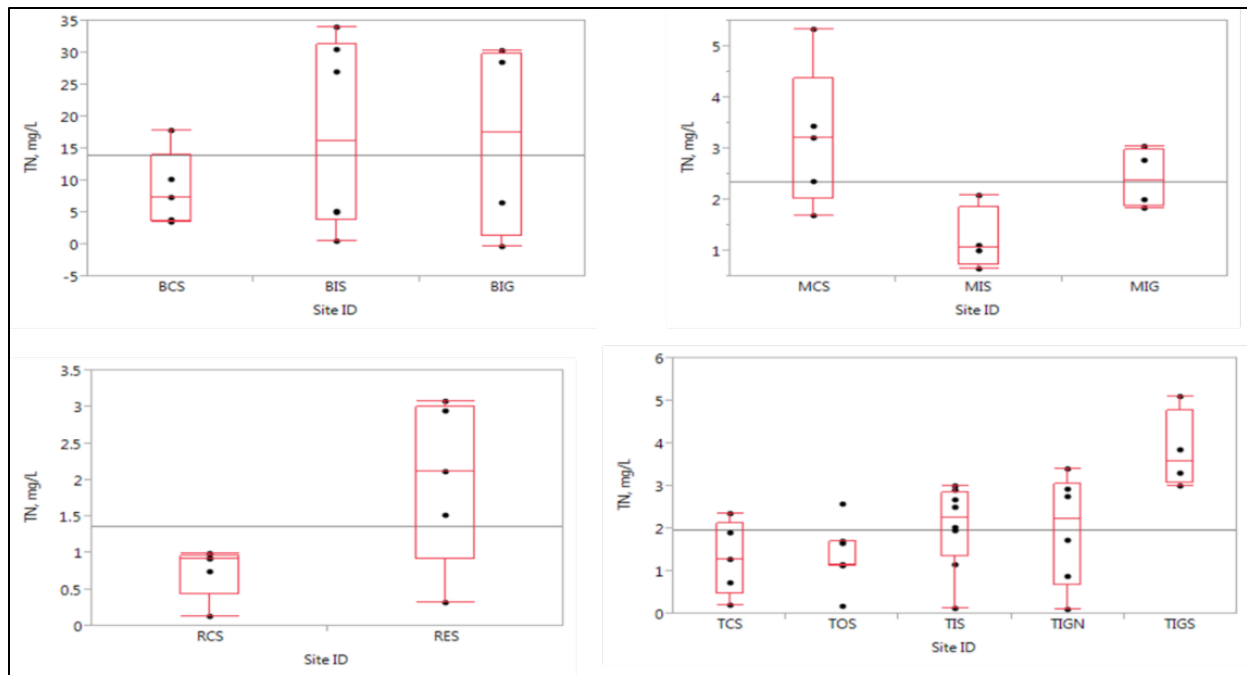 35
30
25
20
15
10
5
0
-5
TN, mg/L
BCS BIS BIG
Site ID
5
4
3
2
1
TN, mg/L
MCS MIS MIG
Site ID
3.5
3
2.5
2
1.5
1
0.5
0
TN, mg/L
RCS RES
Site ID
6
5
4
3
2
1
0
TN, mg/L
TCS TOS TIS TIGN TIGS
Site ID